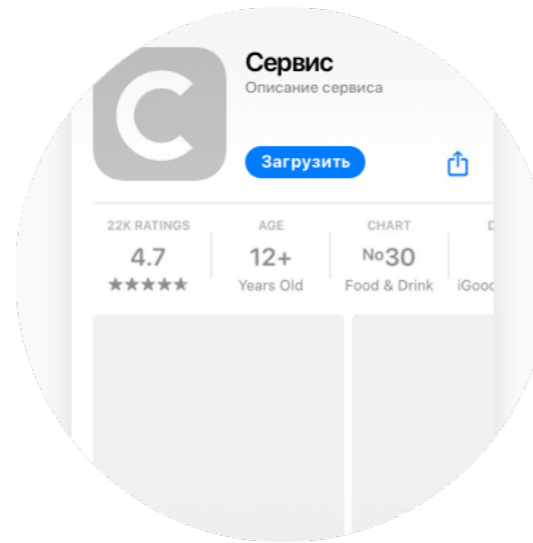 С
Сервис
Описание сервиса
Загрузить
22K RATINGS
AGE
CHART
4.7
12+
№30
Years Old
Food & Drink